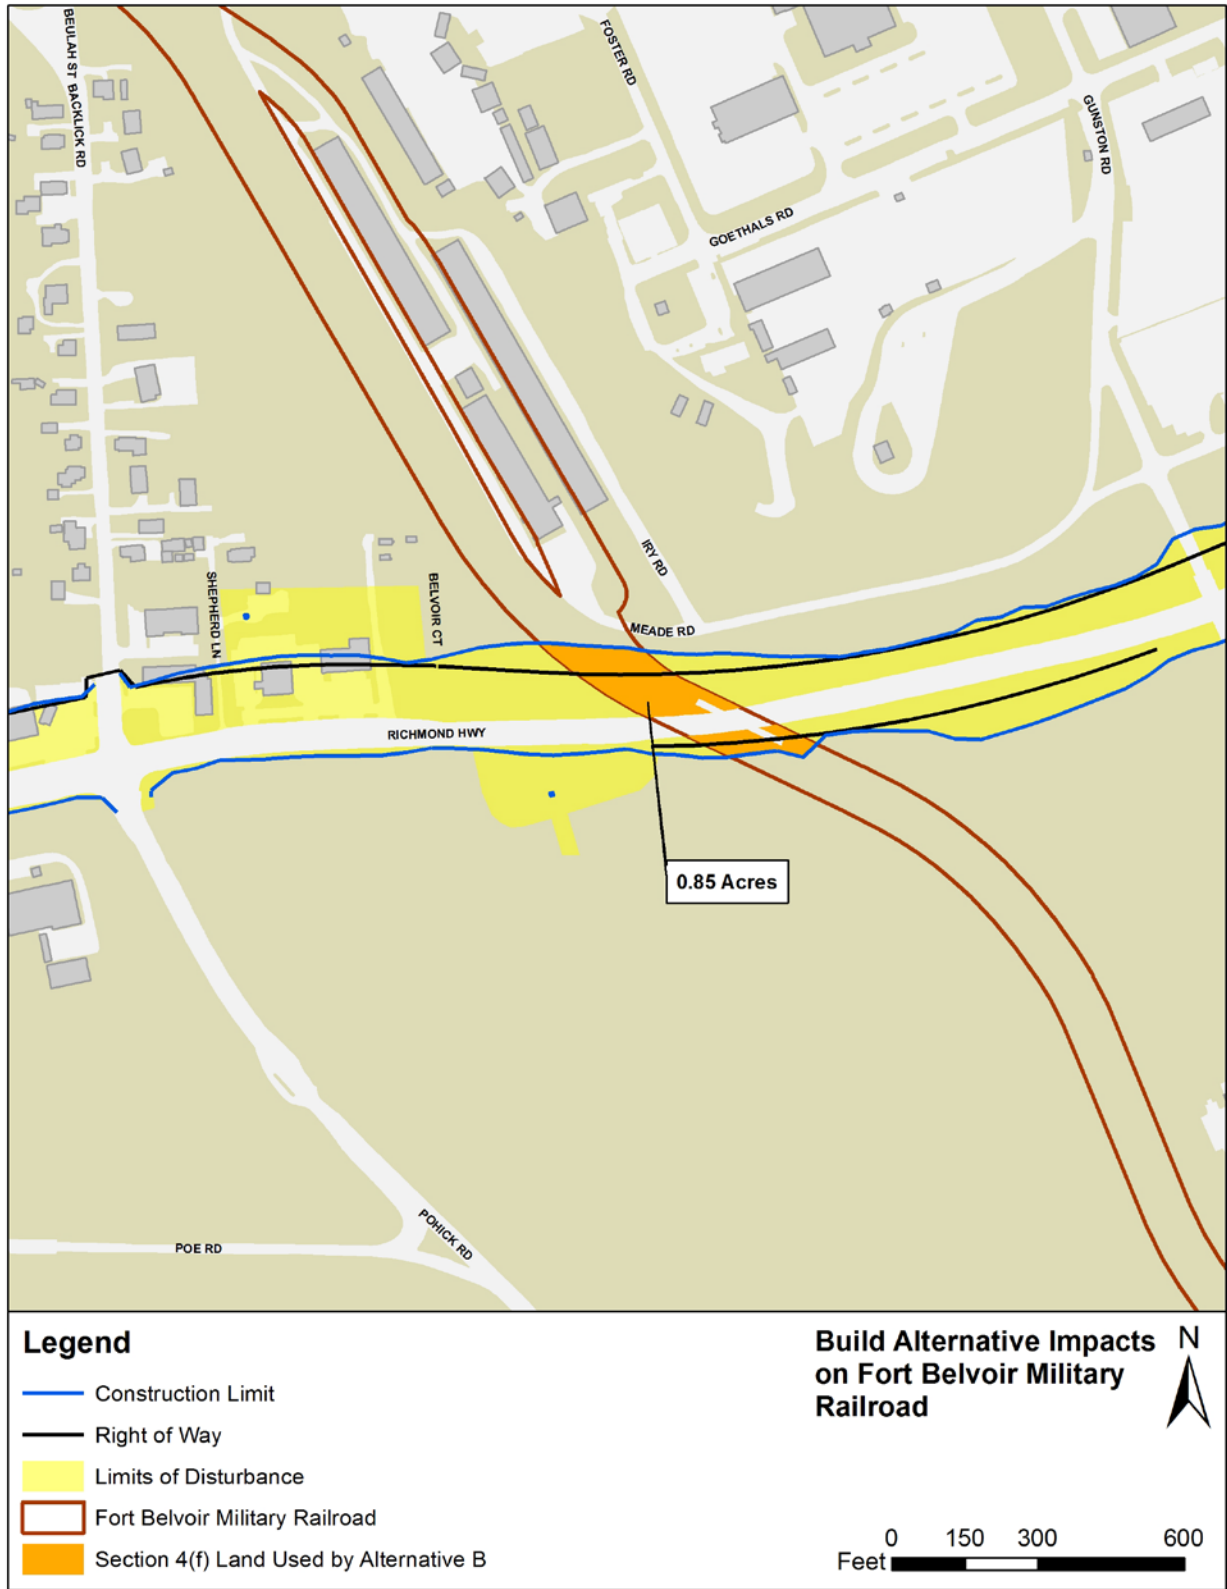 BEULAH ST BACKLICK RD
FOSTER RD
GUNSTON RD
GOETHALS RD
IRY RD
SHEPHERD LN
BELVOIR CT
MEADE RD
RICHMOND HWY
0.85 Acres
POHICK RD
POE RD
Legend
Construction Limit
Right of Way
Limits of Disturbance
Fort Belvoir Military Railroad
Section 4(f) Land Used by Alternative B
Build Alternative Impacts
on Fort Belvoir Military
Railroad
N
0 150 300 600
Feet